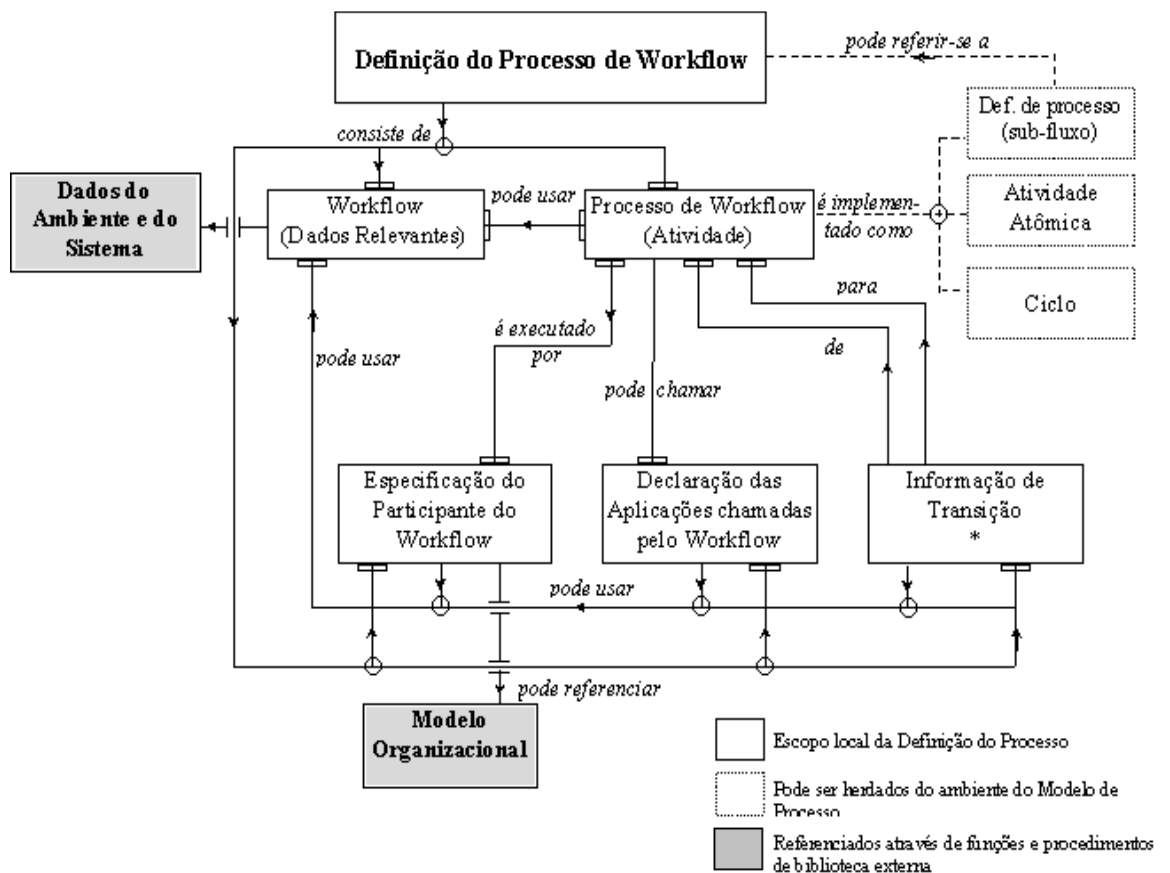 pode referir-se a
Definição do Processo de Workflow
Def. de processo
(sub-fluxo)
consiste de
Dados do
Ambiente e do
Sistema
Workflow
(Dados Relevantes)
pode usar
Processo de Workflow
(Atividade)
é implemen-
tado como
Atividade
Atômica
Ciclo
para
de
é executado
por
pode usar
pode chamar
Especificação do
Participante do
Workflow
Declaração das
Aplicações chamadas
pelo Workflow
Informação de
Transição
*
pode usar
pode referenciar
Modelo
Organizacional
Escopo local da Definição do Processo
Pode ser herdados do ambiente do Modelo de
Processo
Referenciados através de funções e procedimentos
de biblioteca externa